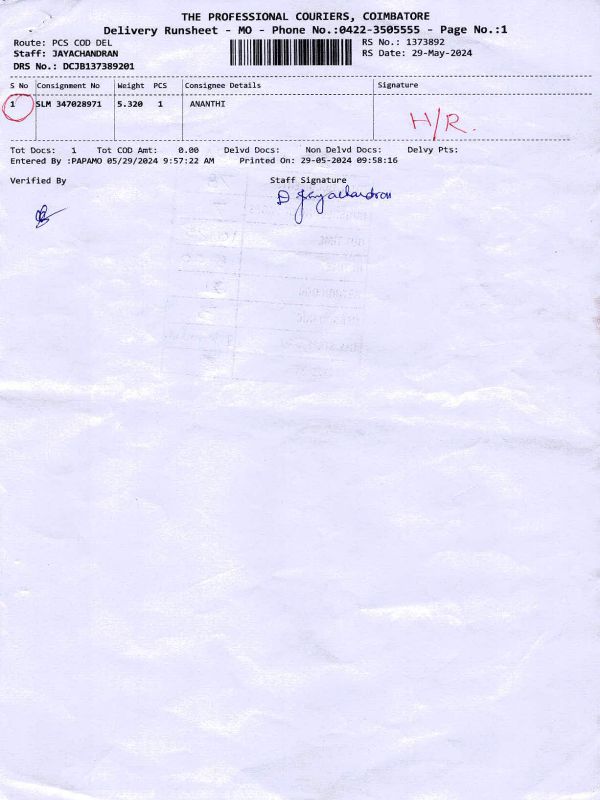 THE PROFESSIONAL COURIERS, COIMBATORE
Delivery Runsheet - MO - Phone No.:0422-3505555 - Page No.:1
Route: PCS COD DEL RS No.: 1373892
Staff: JAYACHANDRAN RS Date: 29-May-2024
DRS No.: DCJB137389201
S No Consignment No Weight PCS Consignee Details Signature
1 SLM 347028971 5.320 1 ANANTHI
H/R.
Tot Docs: 1 Tot COD Amt: 0.00 Delvd Docs: Non Delvd Docs: Delvy Pts:
Entered By :PAPAMO 05/29/2024 9:57:22 AM Printed On: 29-05-2024 09:58:16
Verified By Staff Signature
D Jayachandran